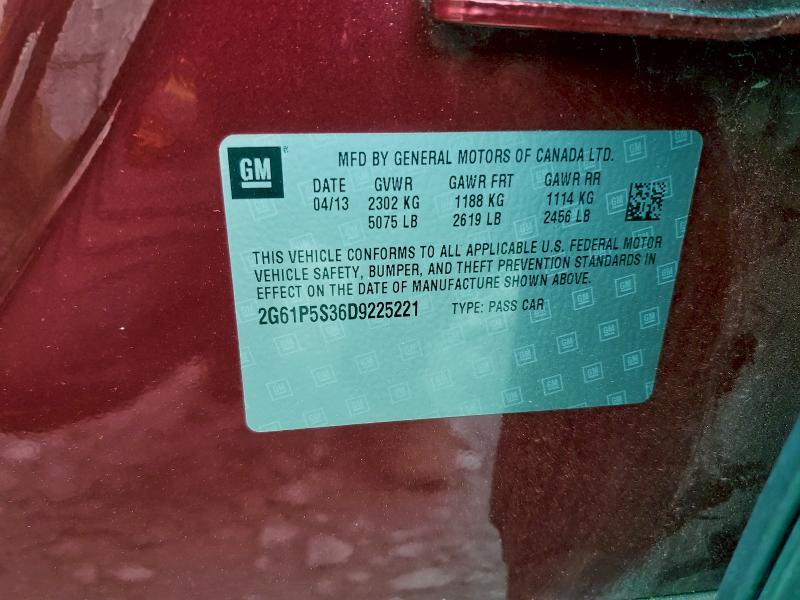 GM
MFD BY GENERAL MOTORS OF CANADA LTD.
DATE GVWR GAWR FRT GAWR RR
04/13 2302 KG 1188 KG 1114 KG
5075 LB 2619 LB 2456 LB
THIS VEHICLE CONFORMS TO ALL APPLICABLE U.S. FEDERAL MOTOR
VEHICLE SAFETY, BUMPER, AND THEFT PREVENTION STANDARDS IN
EFFECT ON THE DATE OF MANUFACTURE SHOWN ABOVE.
2G61P5S36D9225221 TYPE: PASS CAR